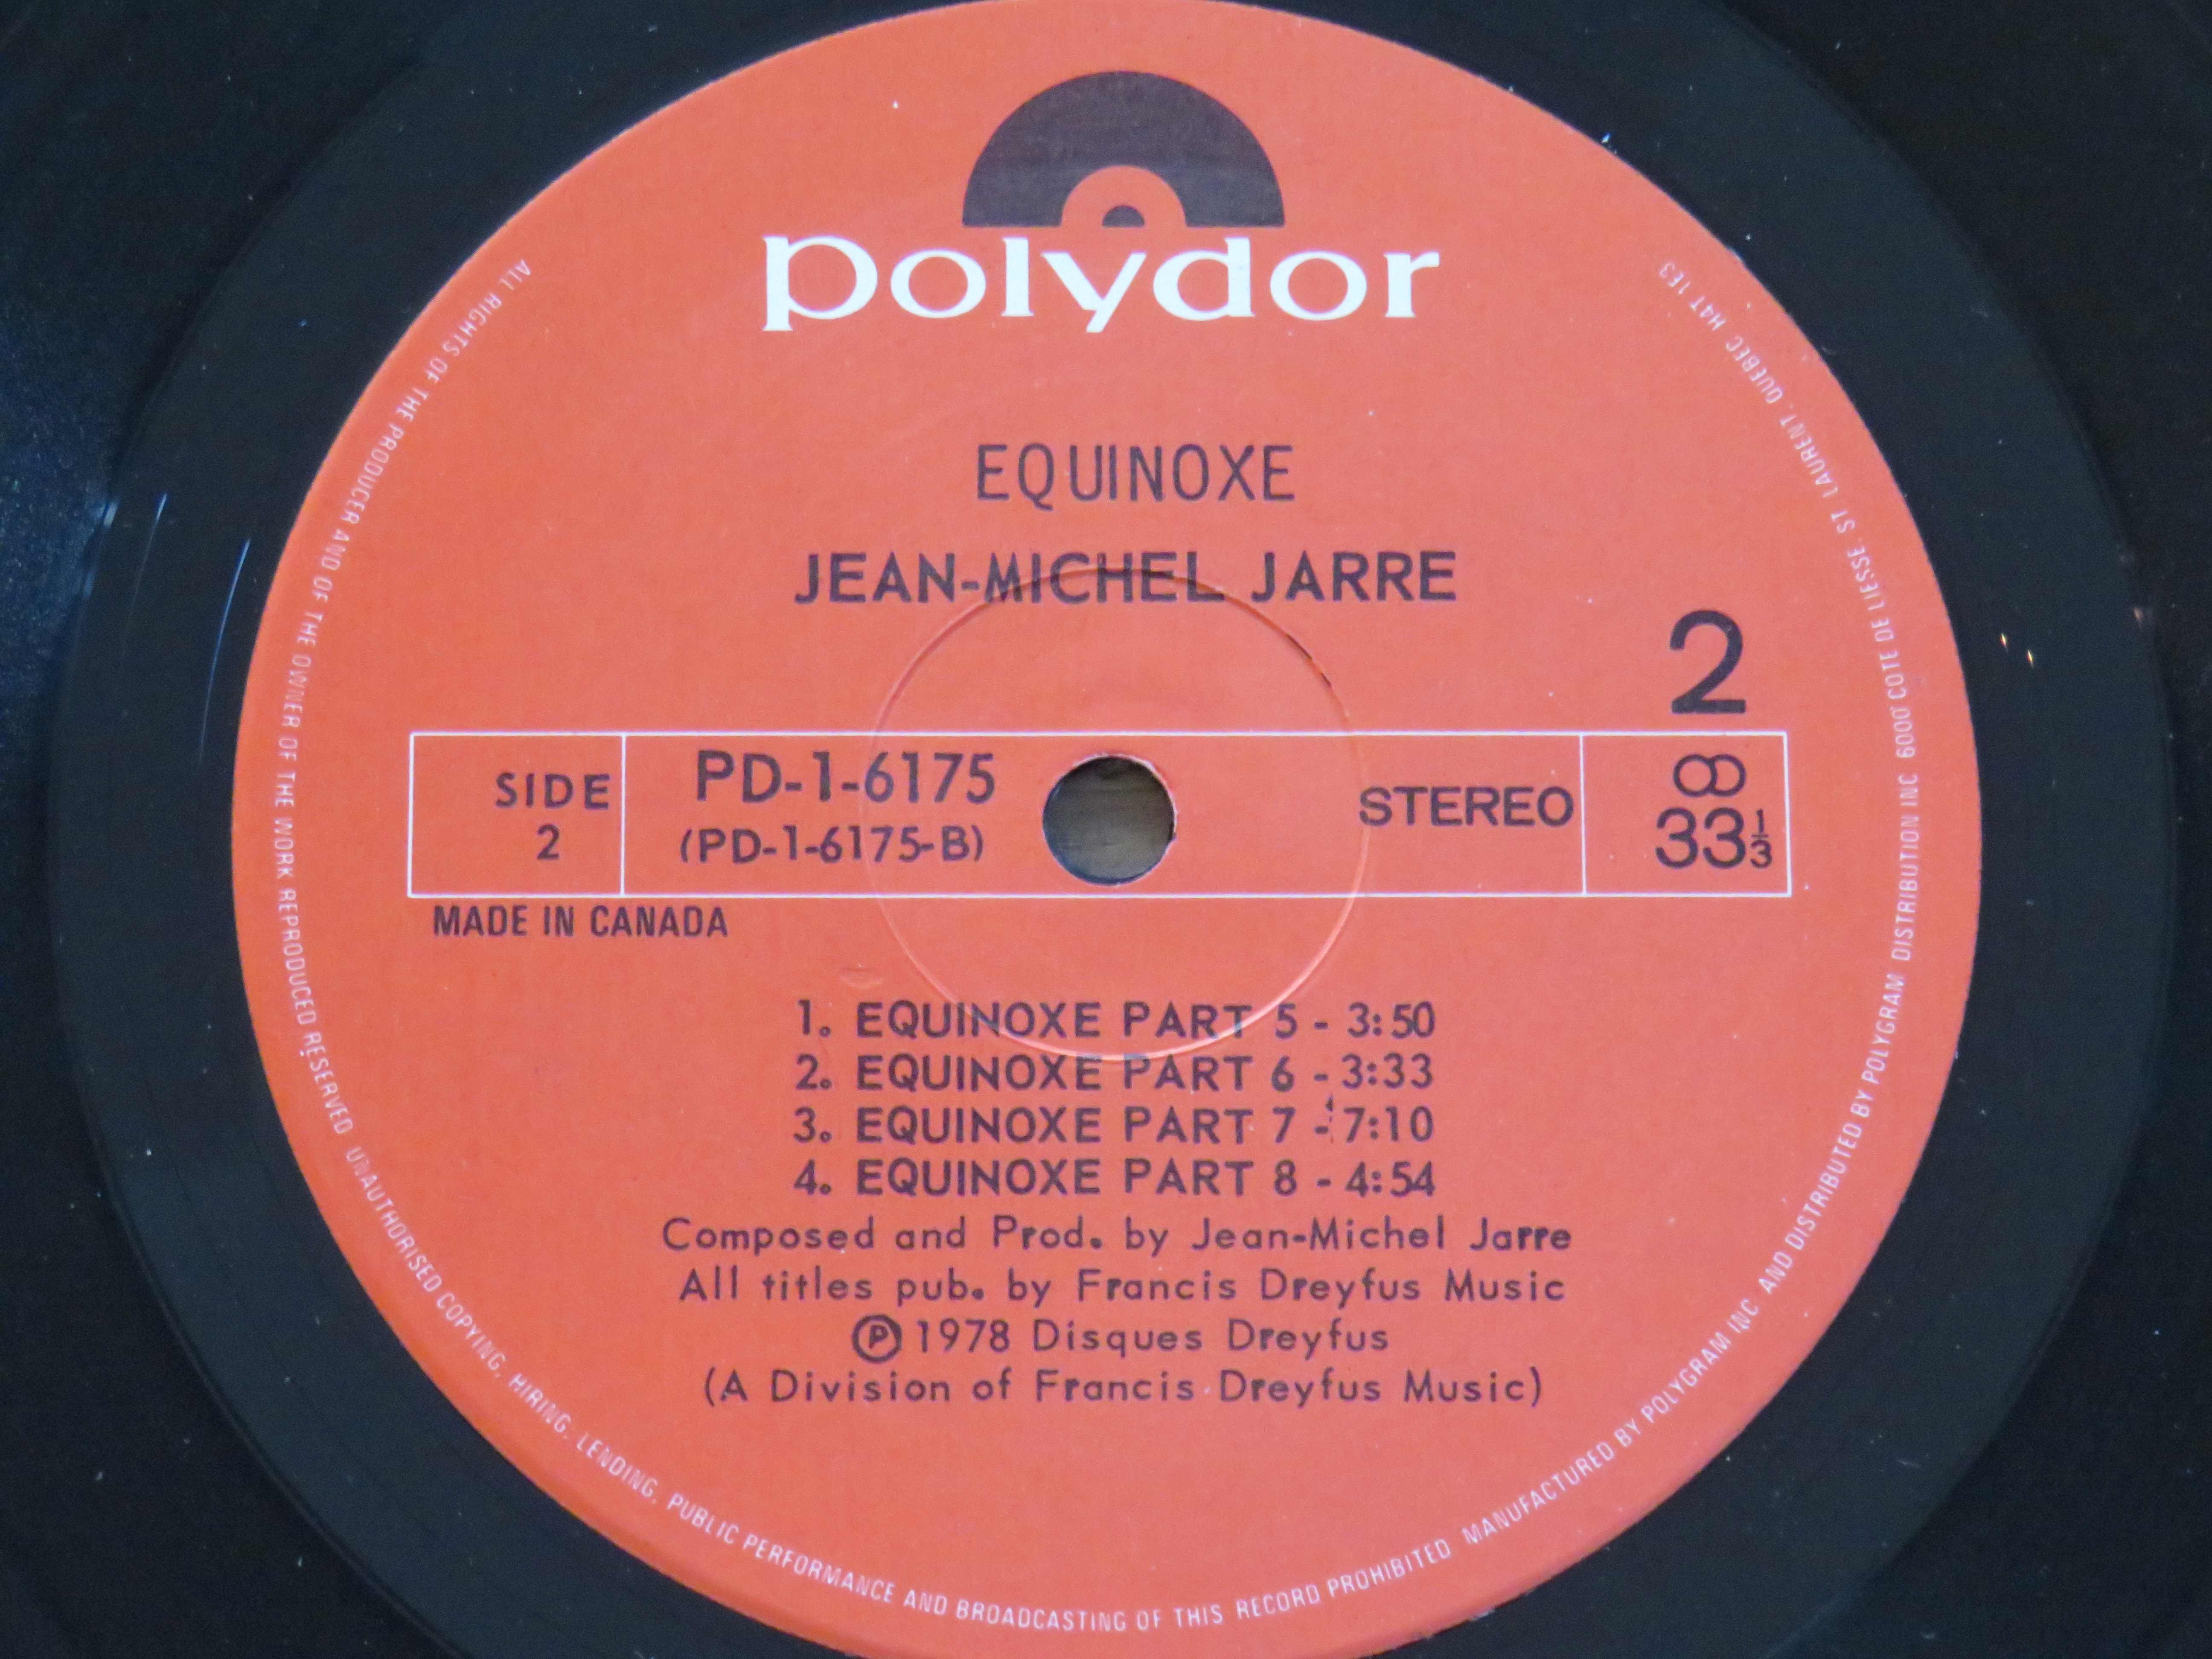 polydor
EQUINOXE
JEAN-MICHEL JARRE
2
SIDE
2
PD-1-6175
(PD-1-6175-B)
STEREO
33⅓
MADE IN CANADA
1. EQUINOXE PART 5 - 3:50
2. EQUINOXE PART 6 - 3:33
3. EQUINOXE PART 7 - 7:10
4. EQUINOXE PART 8 - 4:54
Composed and Prod. by Jean-Michel Jarre
All titles pub. by Francis Dreyfus Music
℗ 1978 Disques Dreyfus
(A Division of Francis Dreyfus Music)
ALL RIGHTS OF THE PRODUCER AND OF THE OWNER OF THE WORK REPRODUCED RESERVED UNAUTHORISED COPYING, HIRING, LENDING, PUBLIC PERFORMANCE AND BROADCASTING OF THIS RECORD PROHIBITED MANUFACTURED BY POLYGRAM INC AND DISTRIBUTED BY POLYGRAM DISTRIBUTION INC 6000 COTE DE LIESSE, ST LAURENT, QUEBEC H4T 1E3